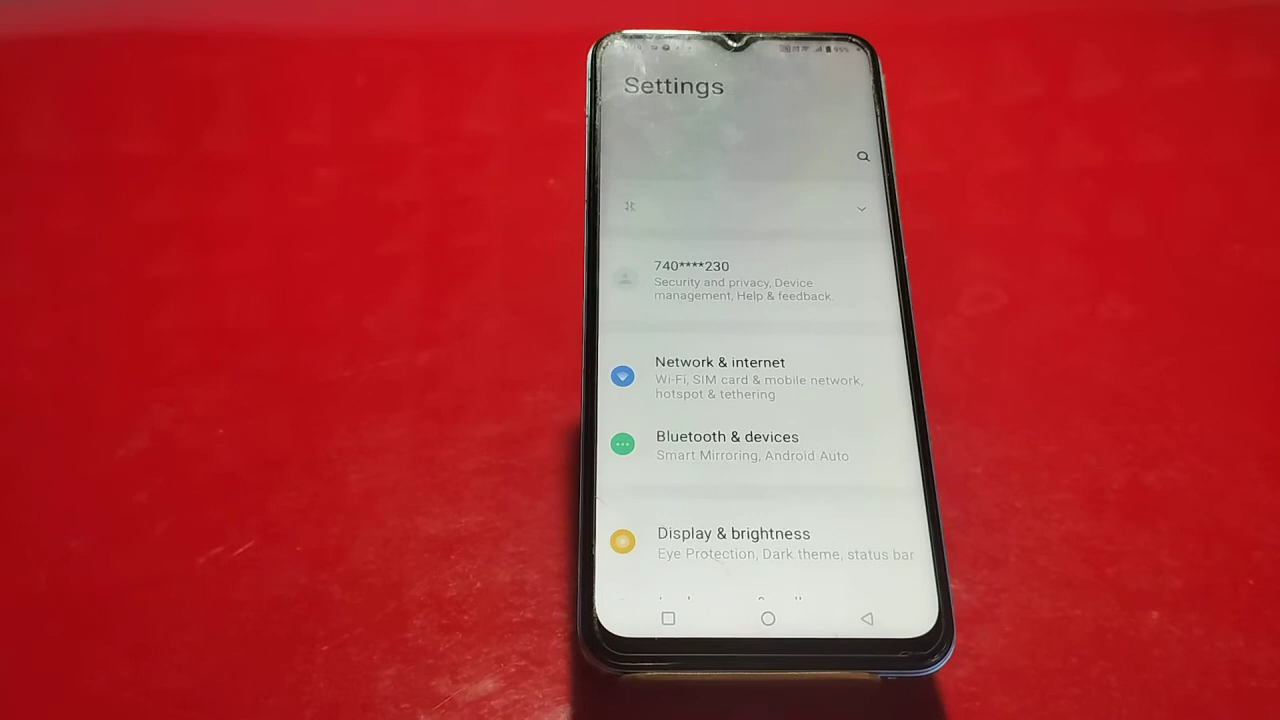 95%
Settings
740****230
Security and privacy, Device
management, Help & feedback.
Network & internet
Wi-Fi, SIM card & mobile network,
hotspot & tethering
Bluetooth & devices
Smart Mirroring, Android Auto
Display & brightness
Eye Protection, Dark theme, status bar